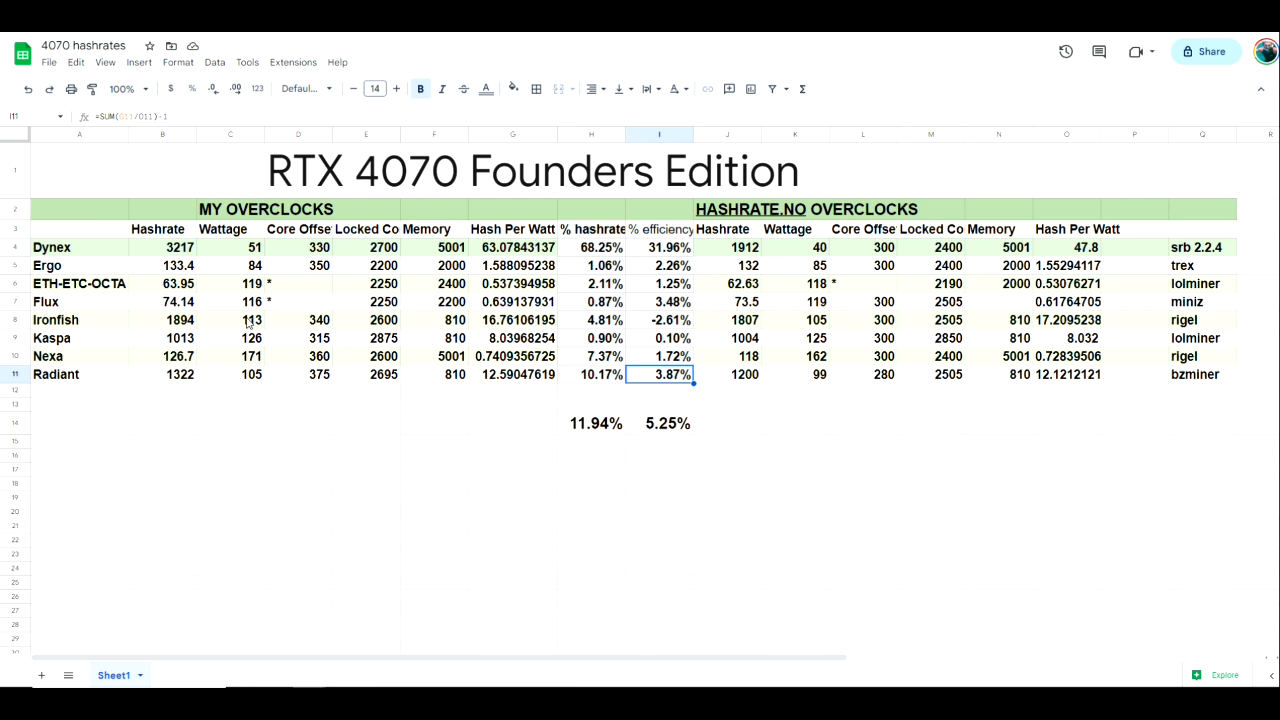 4070 hashrates
File Edit View Insert Format Data Tools Extensions Help
Share
100% $ % .0 .00 123 Defaul... − 14 + B I A
I11 fx =SUM(G11/O11)-1
A B C D E F G H I J K L M N O P Q R
1 RTX 4070 Founders Edition
2 MY OVERCLOCKS HASHRATE.NO OVERCLOCKS
3 Hashrate Wattage Core Offse Locked Co Memory Hash Per Watt % hashrate % efficiency Hashrate Wattage Core Offse Locked Co Memory Hash Per Watt
4 Dynex 3217 51 330 2700 5001 63.07843137 68.25% 31.96% 1912 40 300 2400 5001 47.8 srb 2.2.4
5 Ergo 133.4 84 350 2200 2000 1.588095238 1.06% 2.26% 132 85 300 2400 2000 1.55294117 trex
6 ETH-ETC-OCTA 63.95 119 * 2250 2400 0.537394958 2.11% 1.25% 62.63 118 * 2190 2000 0.53076271 lolminer
7 Flux 74.14 116 * 2250 2200 0.639137931 0.87% 3.48% 73.5 119 300 2505 0.61764705 miniz
8 Ironfish 1894 113 340 2600 810 16.76106195 4.81% -2.61% 1807 105 300 2505 810 17.2095238 rigel
9 Kaspa 1013 126 315 2875 810 8.03968254 0.90% 0.10% 1004 125 300 2850 810 8.032 lolminer
10 Nexa 126.7 171 360 2600 5001 0.7409356725 7.37% 1.72% 118 162 300 2400 5001 0.72839506 rigel
11 Radiant 1322 105 375 2695 810 12.59047619 10.17% 3.87% 1200 99 280 2505 810 12.1212121 bzminer
12
13
14 11.94% 5.25%
15
16
17
18
19
20
21
22
23
24
25
26
27
28
29
+ Sheet1 Explore